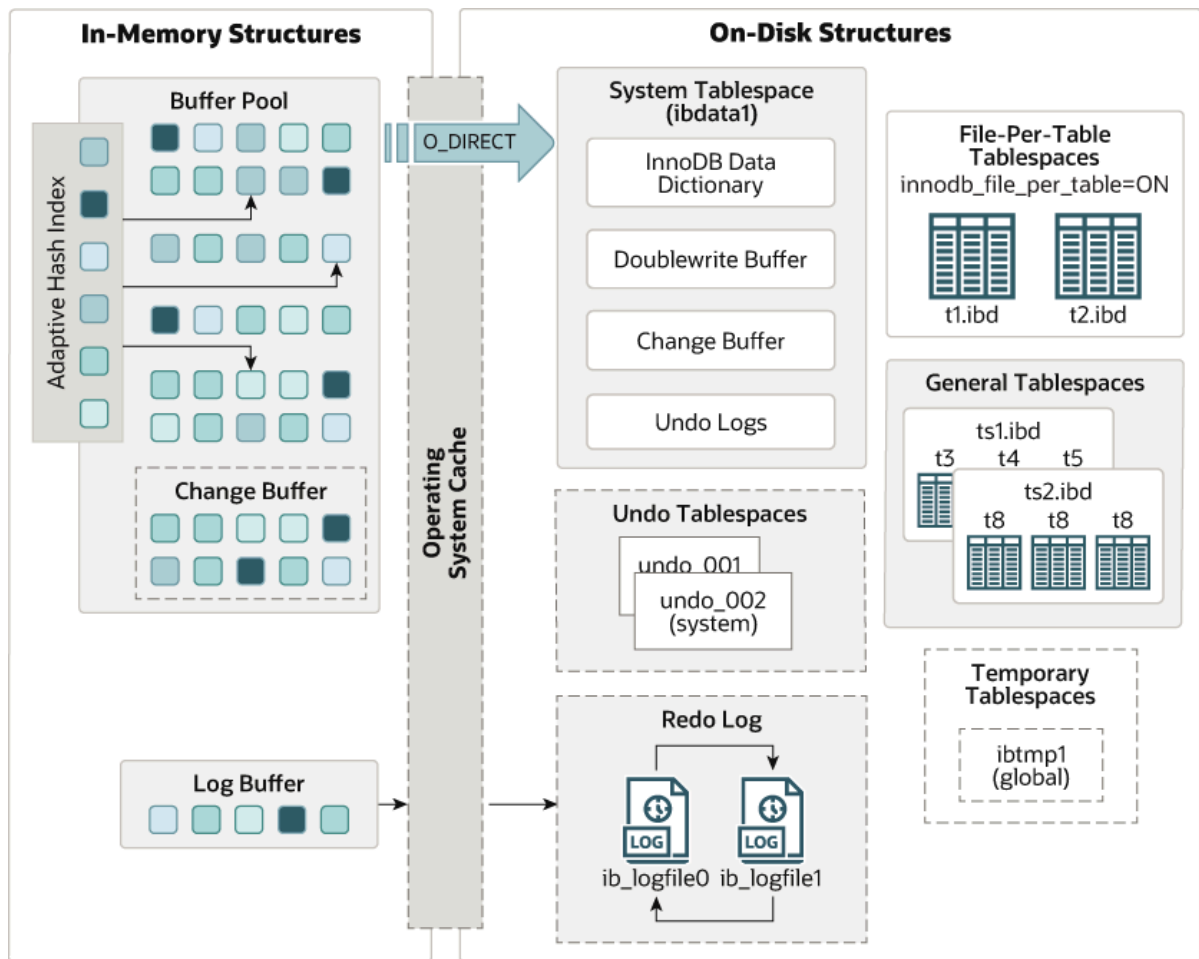 In-Memory Structures
Buffer Pool
Adaptive Hash Index
Change Buffer
Log Buffer
Operating
System Cache
On-Disk Structures
O_DIRECT
System Tablespace
(ibdata1)
InnoDB Data
Dictionary
Doublewrite Buffer
Change Buffer
Undo Logs
Undo Tablespaces
undo_001
undo_002
(system)
Redo Log
LOG
LOG
ib_logfile0
ib_logfile1
File-Per-Table
Tablespaces
innodb_file_per_table=ON
t1.ibd
t2.ibd
General Tablespaces
ts1.ibd
t3 t4 t5
ts2.ibd
t8 t8 t8
Temporary
Tablespaces
ibtmp1
(global)